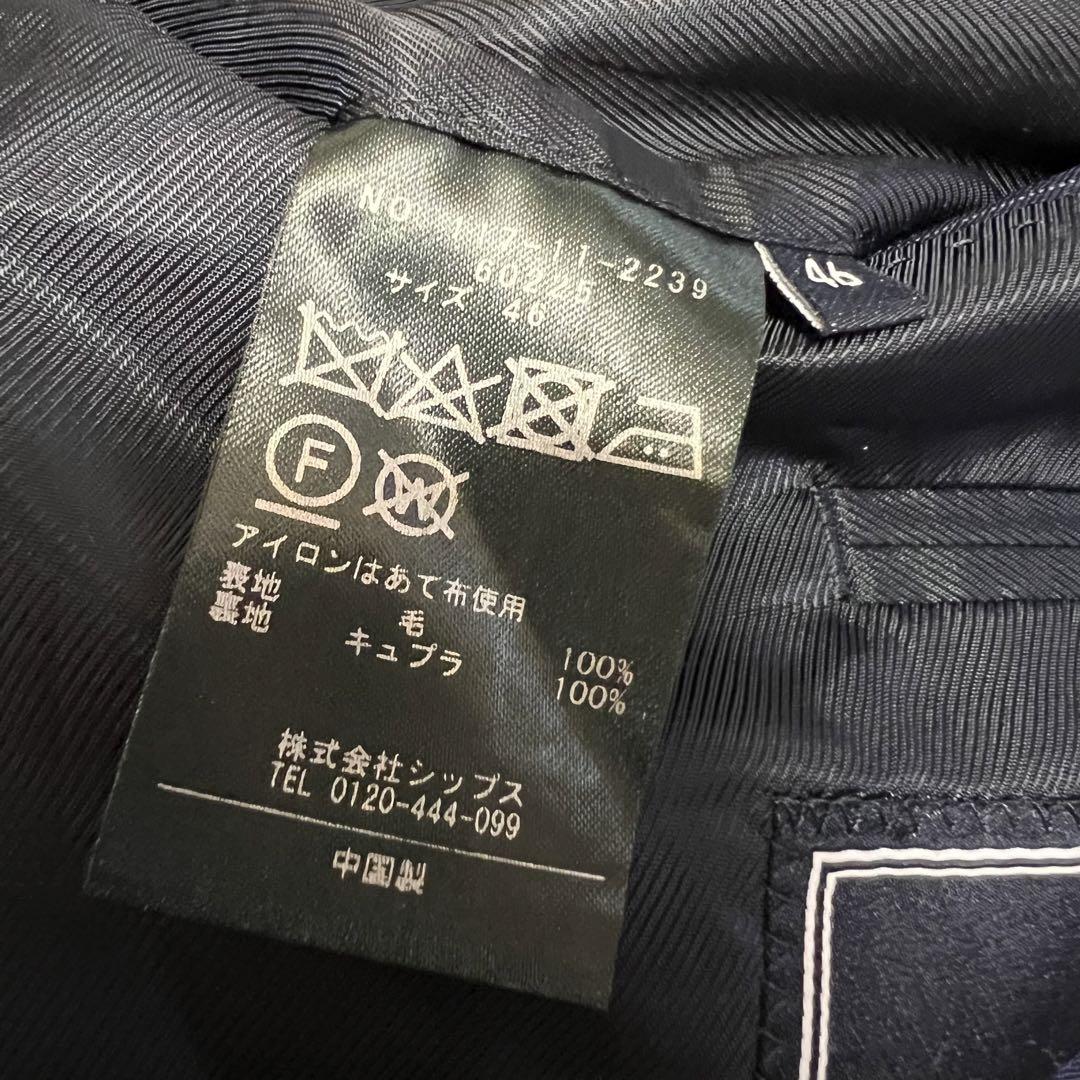 -2239
60225
サイズ 46
46
F
W
アイロンはあて布使用
表地 毛 100%
裏地 キュプラ 100%
株式会社シップス
TEL 0120-444-099
中国製